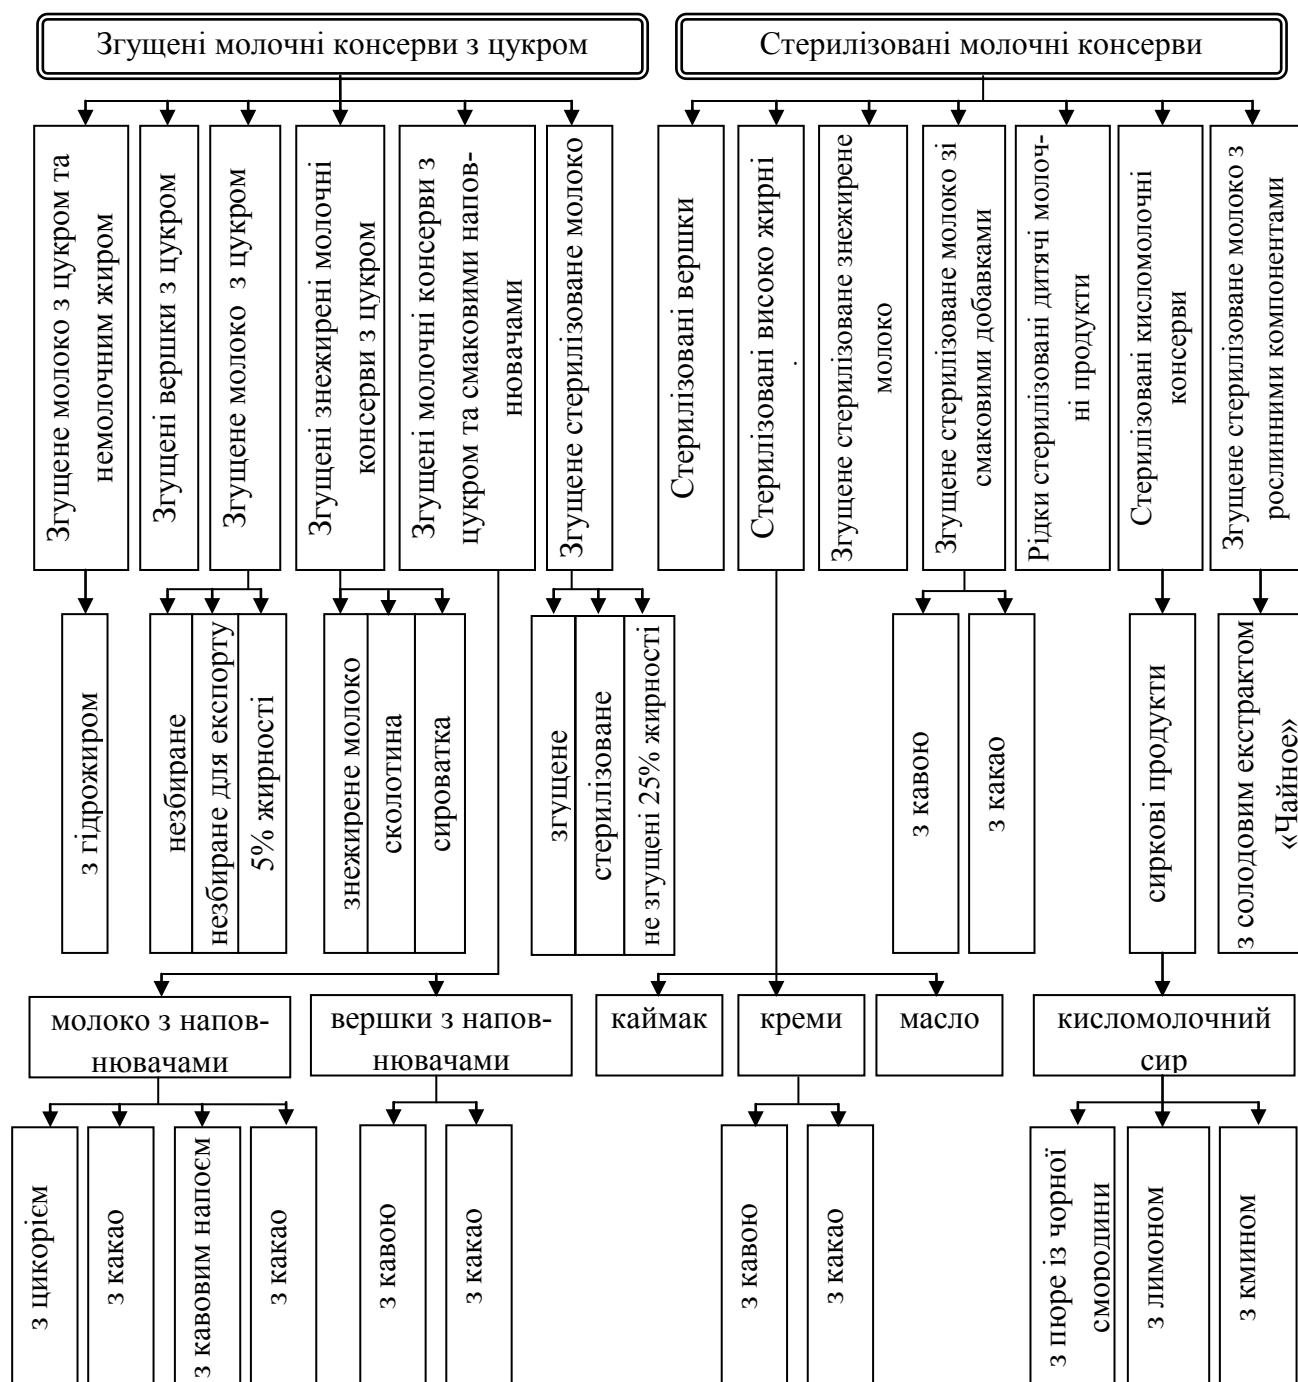 Згущені молочні консерви з цукром
Стерилізовані молочні консерви
Згущене молоко з цукром та
немолочним жиром
Згущені вершки з цукром
Згущене молоко з цукром
Згущені знежирені молочні
консерви з цукром
Згущені молочні консерви з
цукром та смаковими напов-
нювачами
Згущене стерилізоване молоко
Стерилізовані вершки
Стерилізовані високо жирні
Згущене стерилізоване знежирене
молоко
Згущене стерилізоване молоко зі
смаковими добавками
Рідки стерилізовані дитячі молоч-
ні продукти
Стерилізовані кисломолочні
консерви
Згущене стерилізоване молоко з
рослинними компонентами
з гідрожиром
незбиране
незбиране для експорту
5% жирності
знежирене молоко
сколотина
сироватка
згущене
стерилізоване
не згущені 25% жирності
з кавою
з какао
сиркові продукти
з солодовим екстрактом
«Чайное»
молоко з напов-
нювачами
вершки з напов-
нювачами
каймак
креми
масло
кисломолочний
сир
з цикорієм
з какао
з кавовим напоєм
з какао
з кавою
з какао
з кавою
з какао
з пюре із чорної
смородини
з лимоном
з кмином